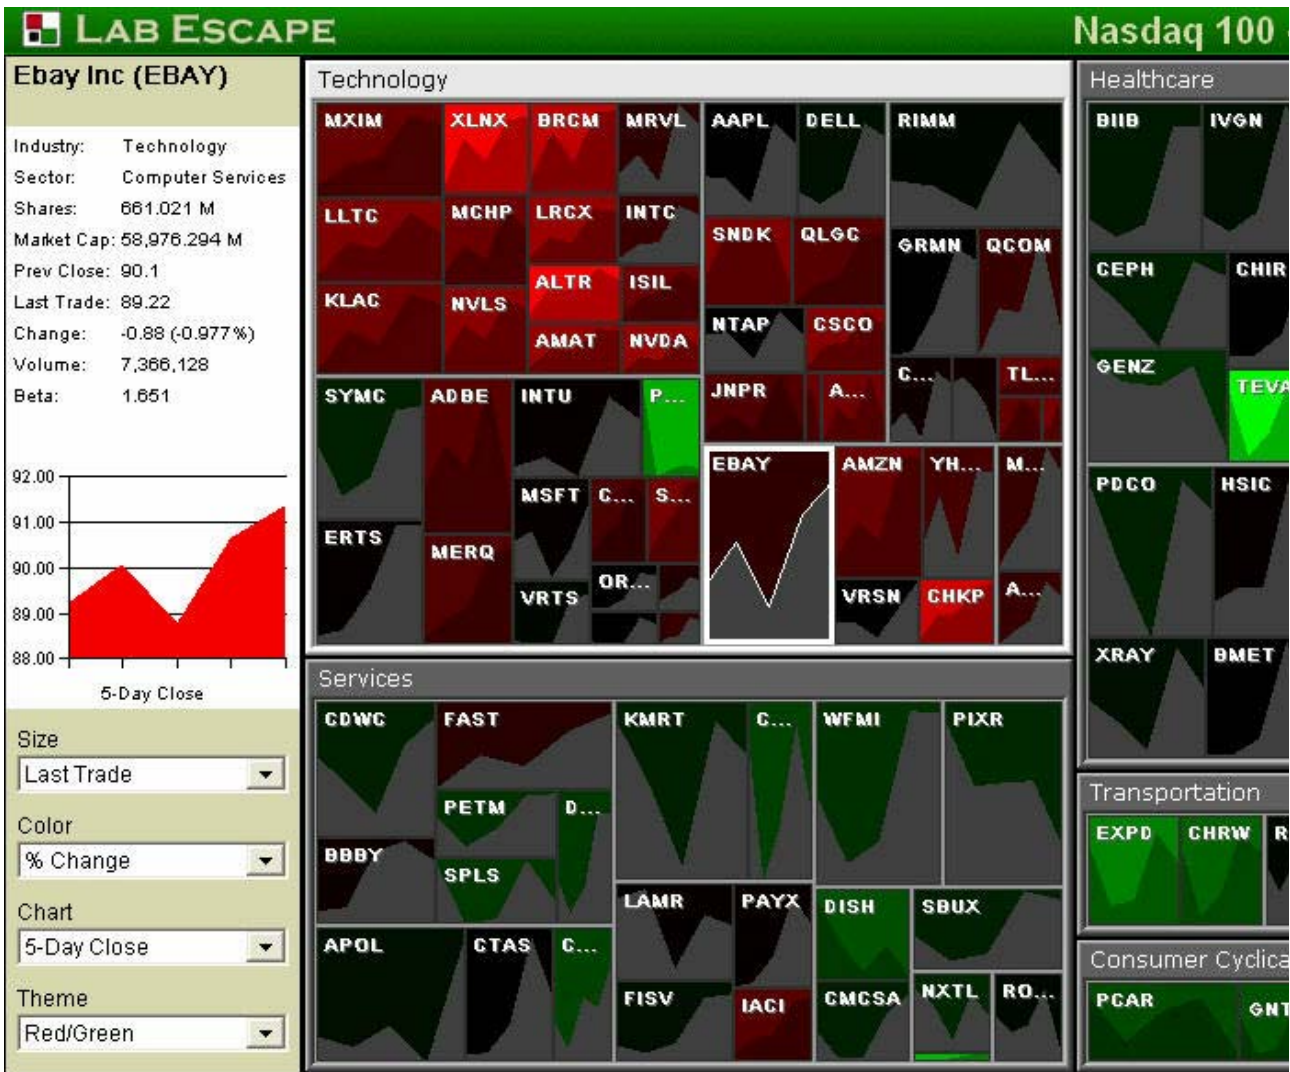 LAB ESCAPE
Nasdaq 100
Ebay Inc (EBAY)
Industry: Technology
Sector: Computer Services
Shares: 661.021 M
Market Cap: 58,976.294 M
Prev Close: 90.1
Last Trade: 89.22
Change: -0.88 (-0.977%)
Volume: 7,366,128
Beta: 1.651
92.00
91.00
90.00
89.00
88.00
5-Day Close
Size
Last Trade
Color
% Change
Chart
5-Day Close
Theme
Red/Green
Technology
MXIM XLNX BRCM MRVL AAPL DELL RIMM
LLTC MCHP LRCX INTC
SNDK QLGC GRMN QCOM
KLAC NVLS ALTR ISIL
NTAP CSCO
AMAT NVDA
SYMC ADBE INTU P... JNPR A... C... TL...
EBAY AMZN YH... M...
MSFT C... S...
ERTS MERQ
VRTS OR... VRSN CHKP A...
Services
CDWC FAST KMRT C... WFMI PIXR
PETM D...
BBBY SPLS
LAMR PAYX DISH SBUX
APOL CTAS C...
FISV IACI CMCSA NXTL RO...
Healthcare
BIIB IVGN
CEPH CHIR
GENZ TEVA
PDCO HSIC
XRAY BMET
Transportation
EXPD CHRW R
Consumer Cyclica
PCAR GNT